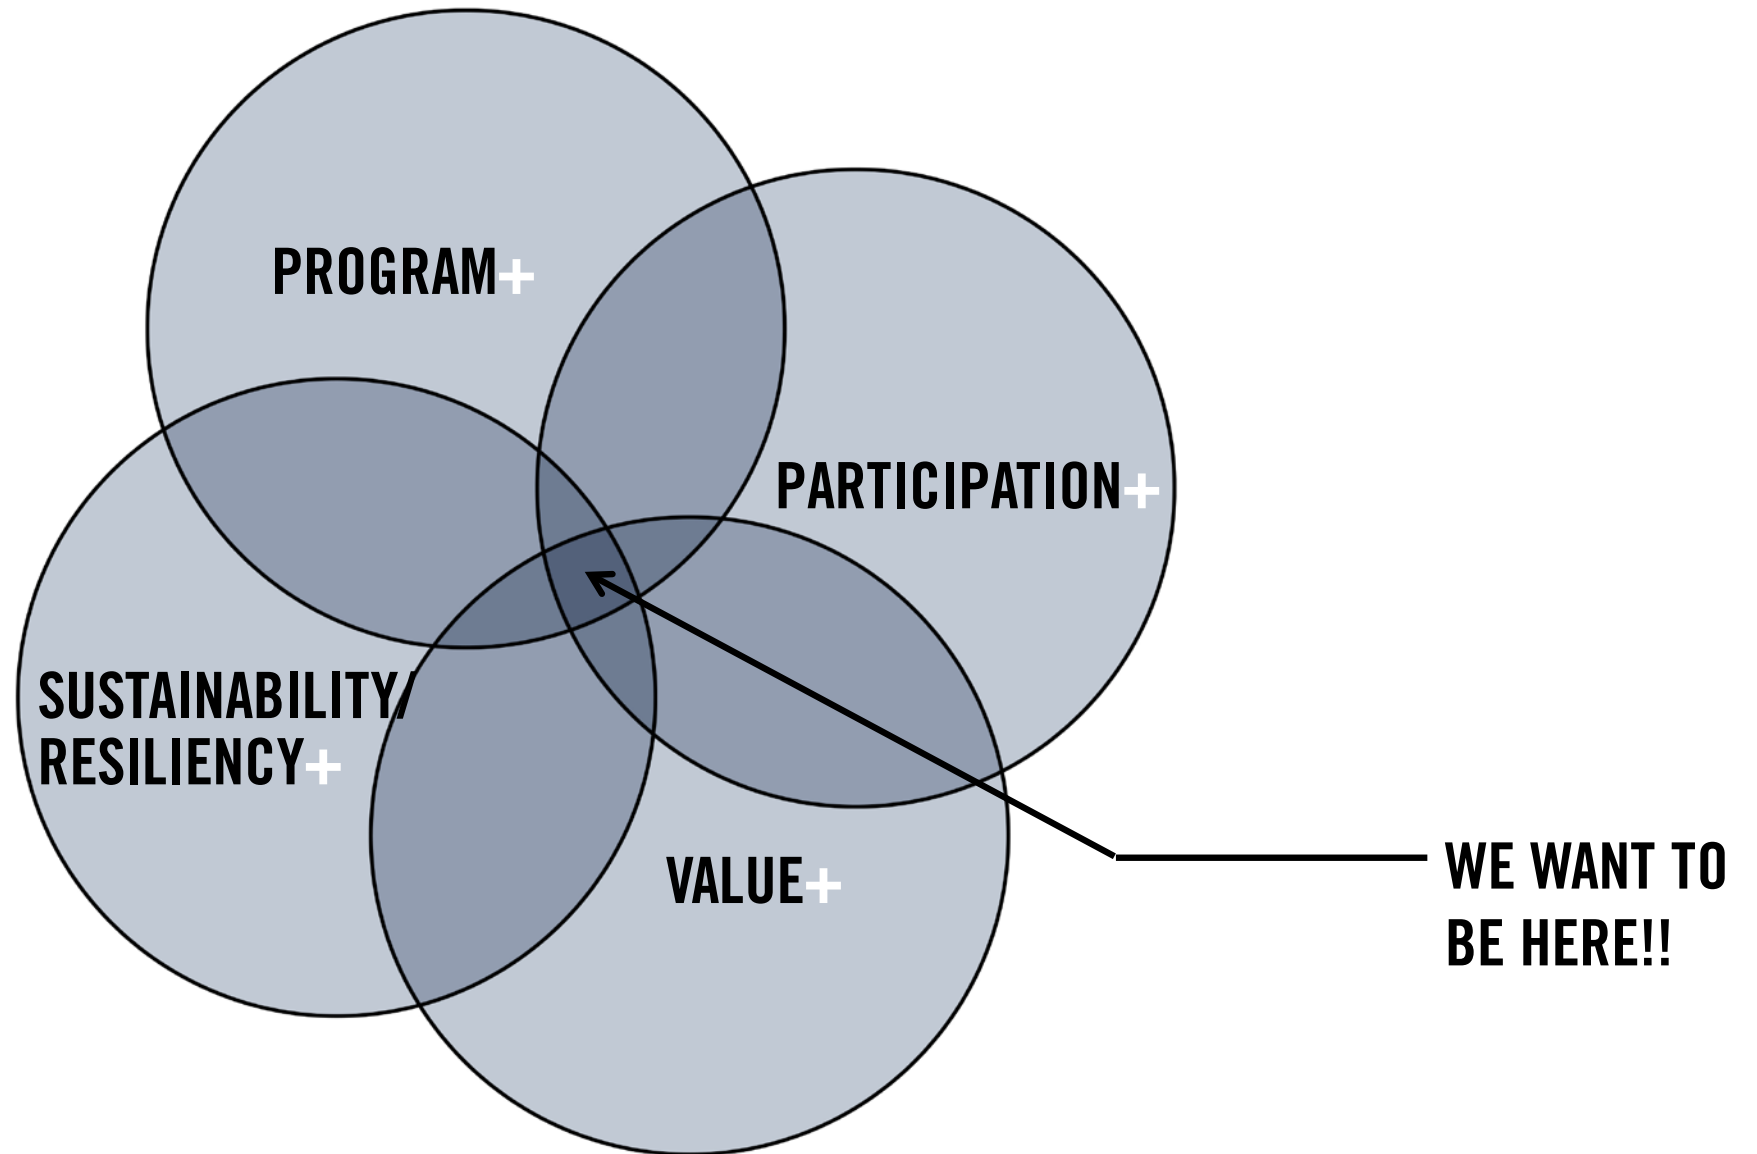 PROGRAM+
PARTICIPATION+
SUSTAINABILITY/
RESILIENCY+
VALUE+
WE WANT TO
BE HERE!!